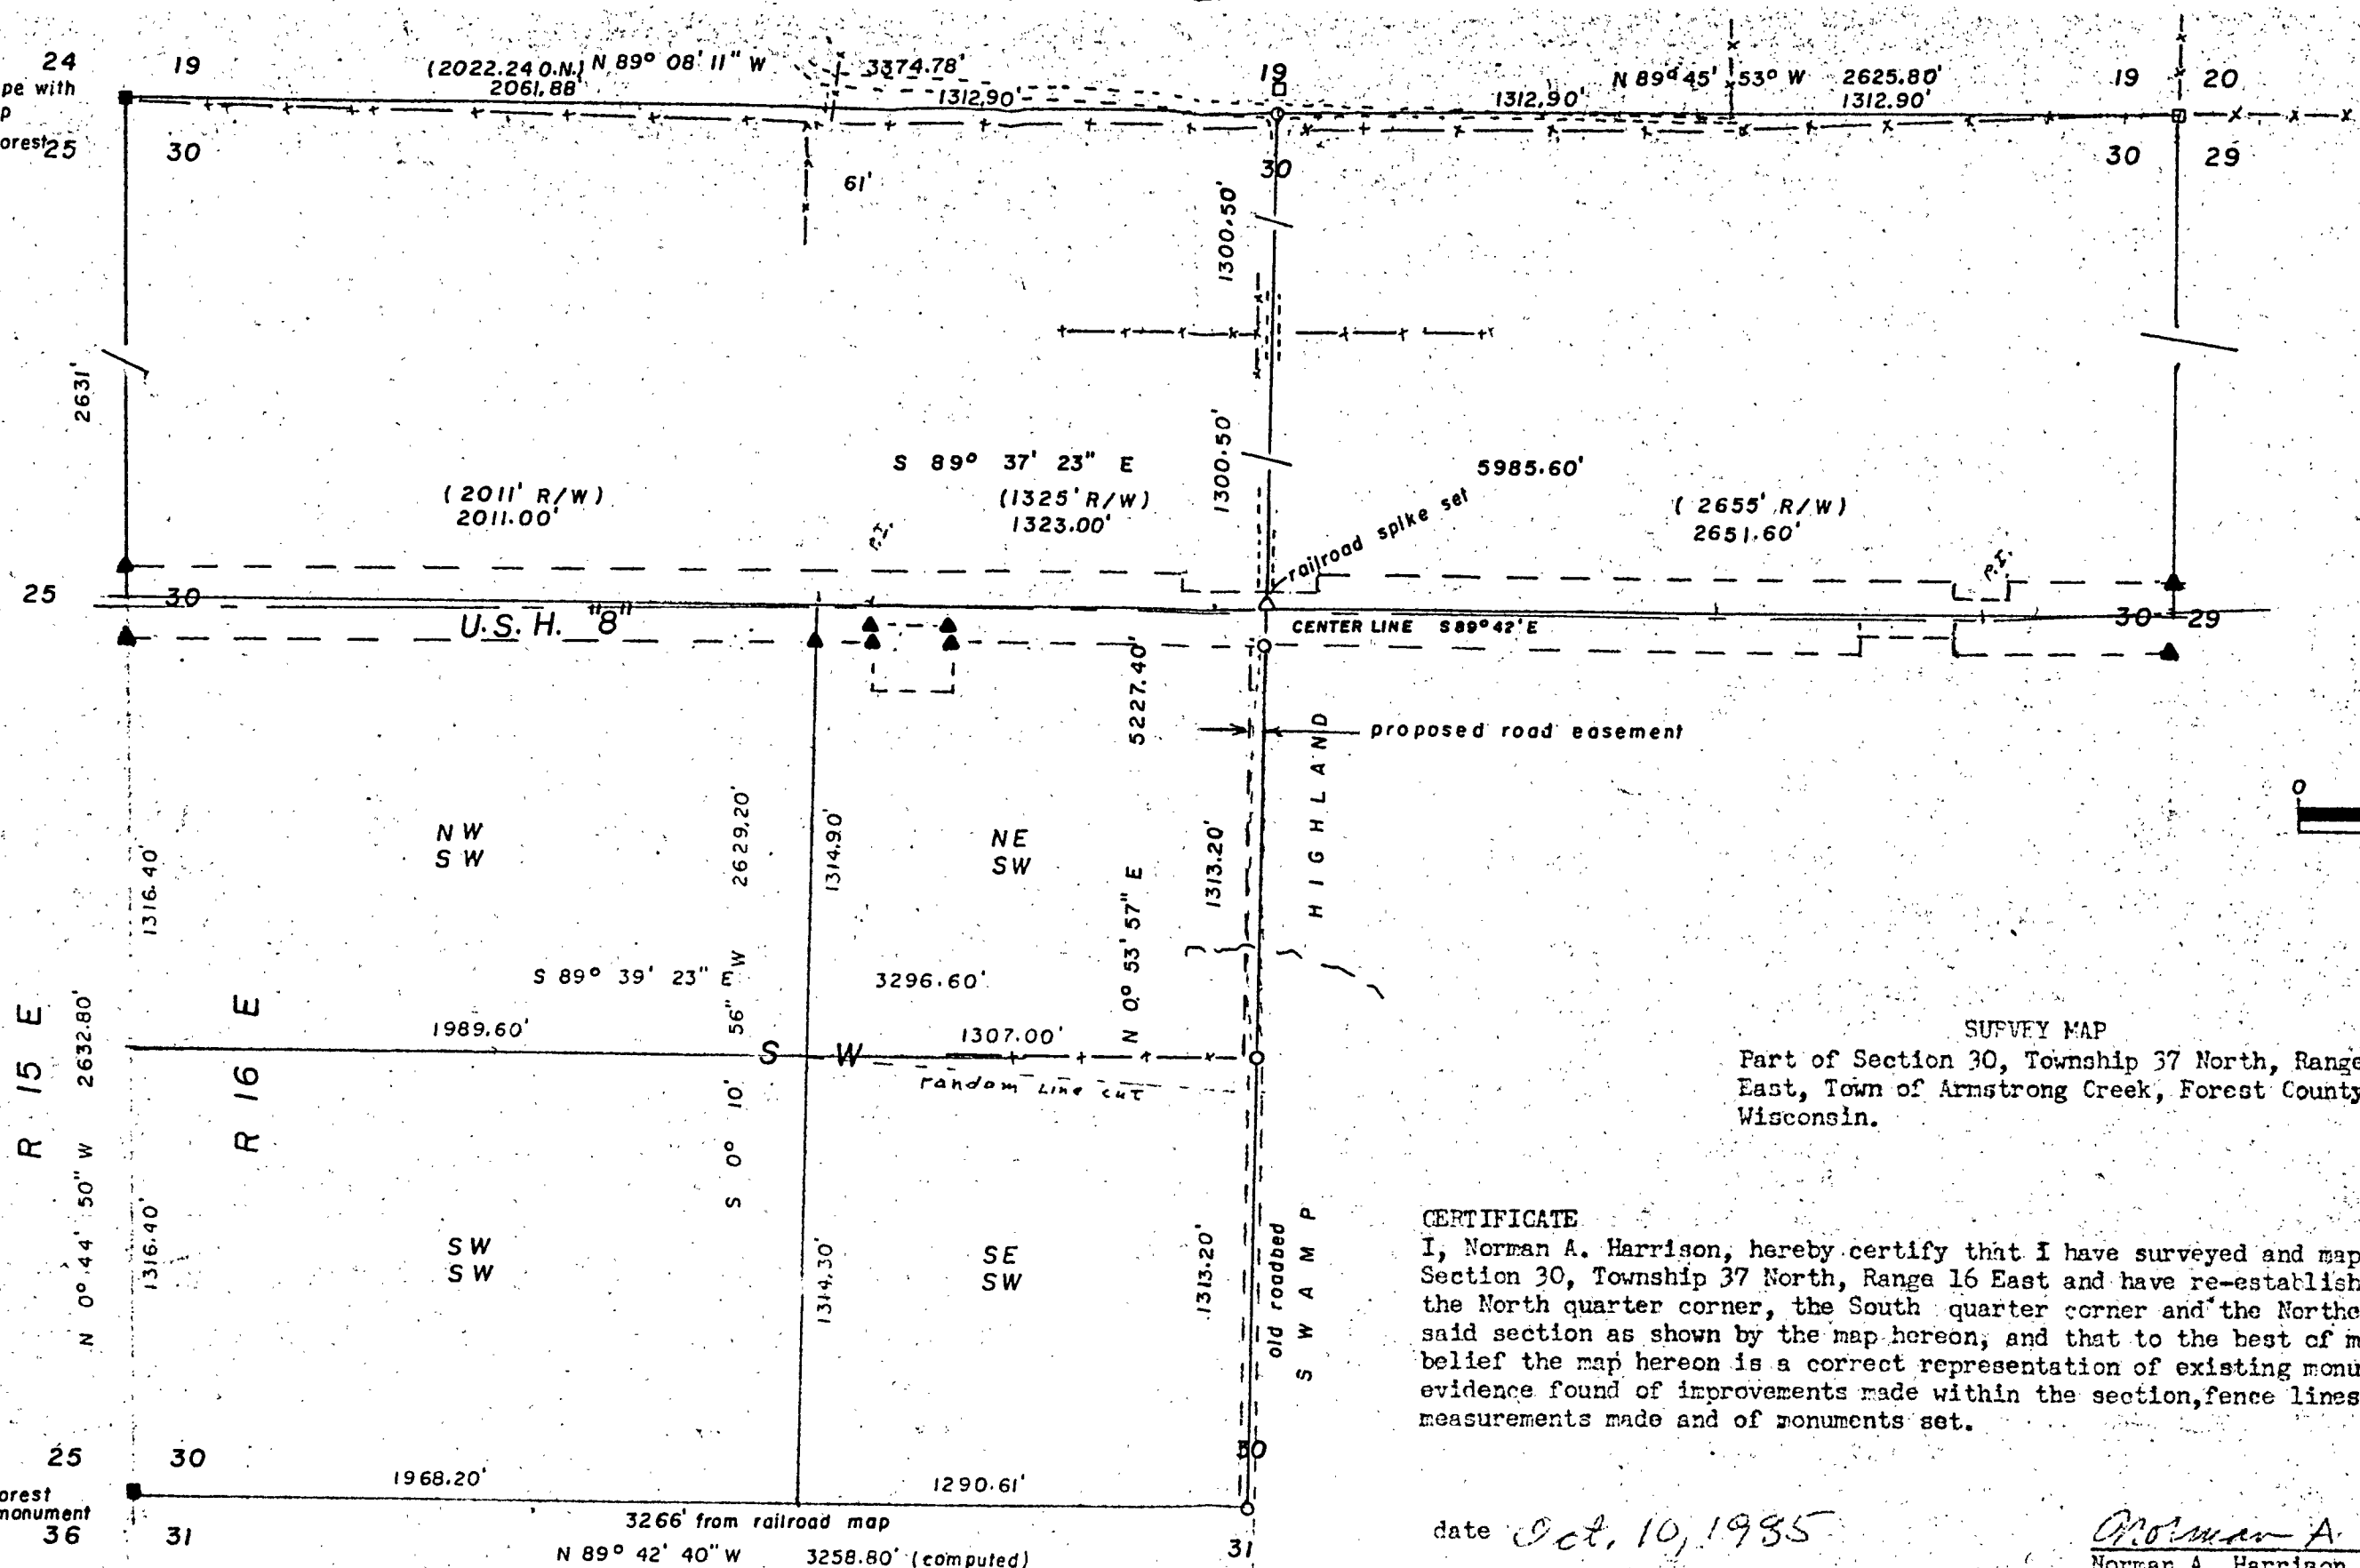 24
19
(2022.24 O.N.)
N 89° 08' 11" W
3374.78'
19
N 89° 45' 53° W
2625.80'
19
20
pe with
2061.88'
1312.90'
1312.90'
1312.90'
p
orest
25
30
30
30
29
61'
1300.50'
2631'
S 89° 37' 23" E
1300.50'
5985.60'
(2011' R/W)
2011.00'
(1325' R/W)
1323.00'
railroad spike set
(2655' R/W)
2651.60'
P.I.
P.I.
25
30
U.S.H. "8"
CENTER LINE S89°42'E
30
29
5227.40'
proposed road easement
HIGHLAND
0
NW
SW
2629.20'
1314.90'
NE
SW
1313.20'
1316.40'
N 0° 53' 57" E
S 89° 39' 23" E
3296.60'
R 15 E
2632.80'
R 16 E
1989.60'
S 0° 10' 56" W
S W
1307.00'
random Line cut
SURVEY MAP
Part of Section 30, Township 37 North, Range
East, Town of Armstrong Creek, Forest County
Wisconsin.
N 0° 44' 50" W
1316.40'
SW
SW
1314.30'
SE
SW
1313.20'
old roadbed
SWAMP
CERTIFICATE
I, Norman A. Harrison, hereby certify that I have surveyed and map
Section 30, Township 37 North, Range 16 East and have re-establish
the North quarter corner, the South quarter corner and the Northe
said section as shown by the map hereon, and that to the best of m
belief the map hereon is a correct representation of existing monu
evidence found of improvements made within the section, fence lines
measurements made and of monuments set.
25
30
30
1968.20'
1290.61'
orest
monument
36
31
3266' from railroad map
N 89° 42' 40" W
3258.80' (computed)
31
date Oct. 10, 1985
Norman A.
Norman A. Harrison